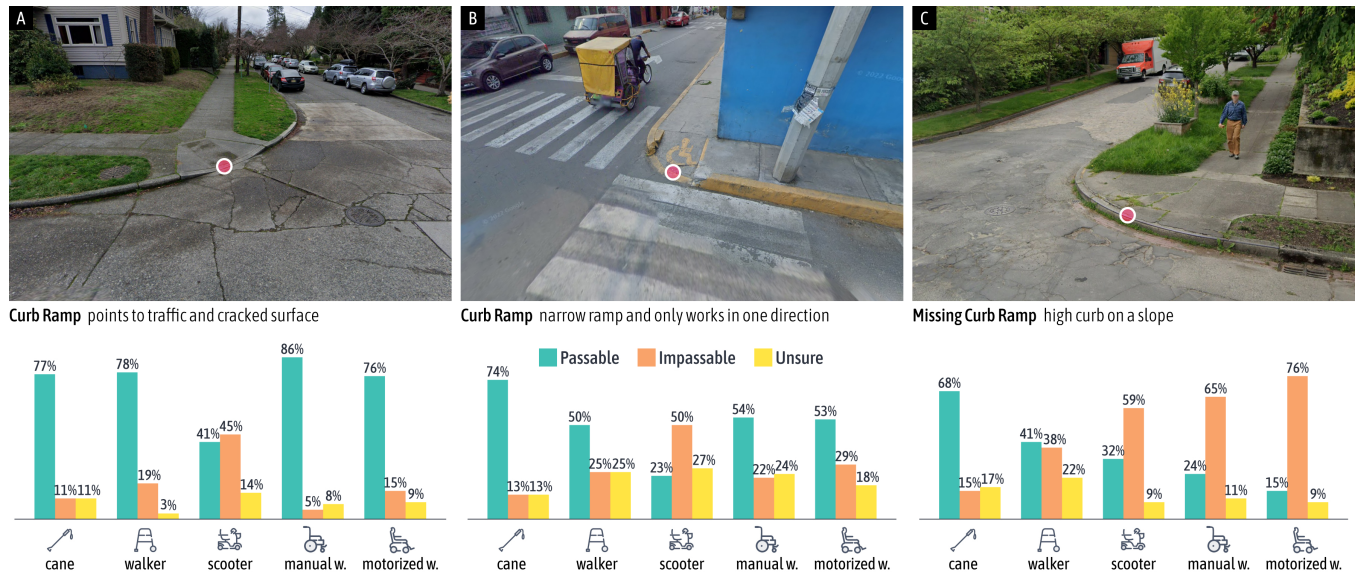 A
B
C
© 2022 Google
Curb Ramp points to traffic and cracked surface
Curb Ramp narrow ramp and only works in one direction
Missing Curb Ramp high curb on a slope
Passable Impassable Unsure
77% 11% 11% 78% 19% 3% 41% 45% 14% 86% 5% 8% 76% 15% 9%
cane walker scooter manual w. motorized w.
74% 13% 13% 50% 25% 25% 23% 50% 27% 54% 22% 24% 53% 29% 18%
cane walker scooter manual w. motorized w.
68% 15% 17% 41% 38% 22% 32% 59% 9% 24% 65% 11% 15% 76% 9%
cane walker scooter manual w. motorized w.